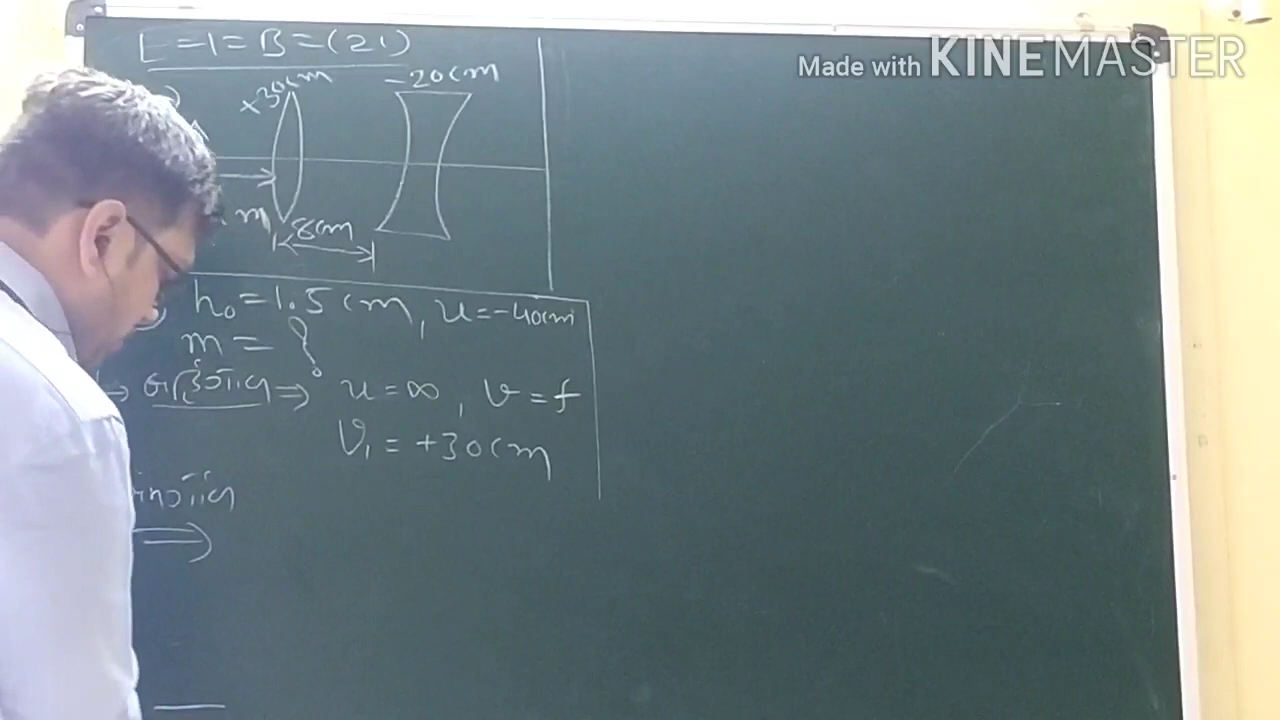 Made with KINEMASTER
L=1=B=(21)
+30cm
-20cm
8cm
h₀=1.5cm, u=-40cm
m=?
⇒ u=∞, v=f
V₁=+30cm
⇒